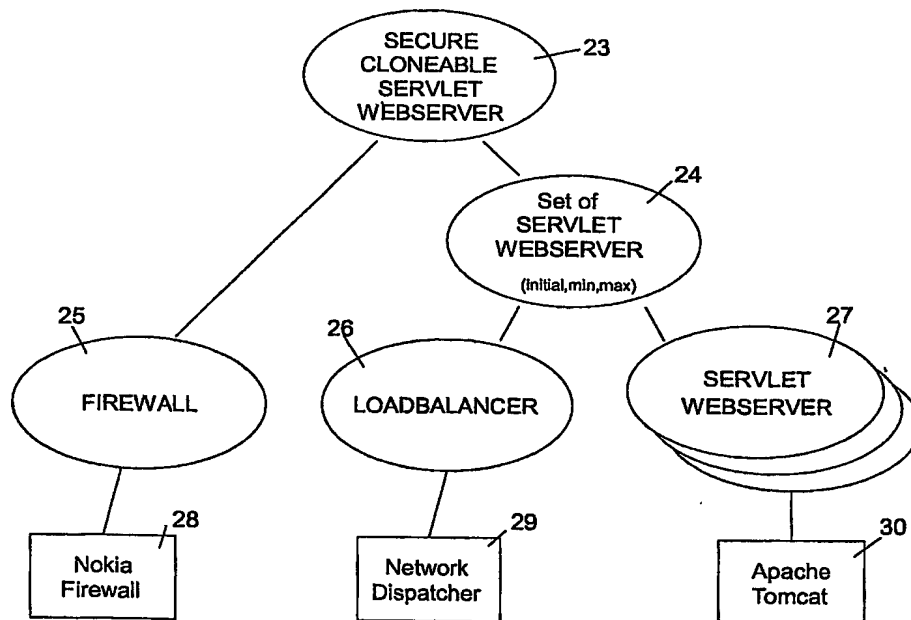 SECURE
CLONEABLE
SERVLET
WEBSERVER
23
24
Set of
SERVLET
WEBSERVER
(initial,min,max)
25
26
27
FIREWALL
LOADBALANCER
SERVLET
WEBSERVER
28
29
30
Nokia
Firewall
Network
Dispatcher
Apache
Tomcat